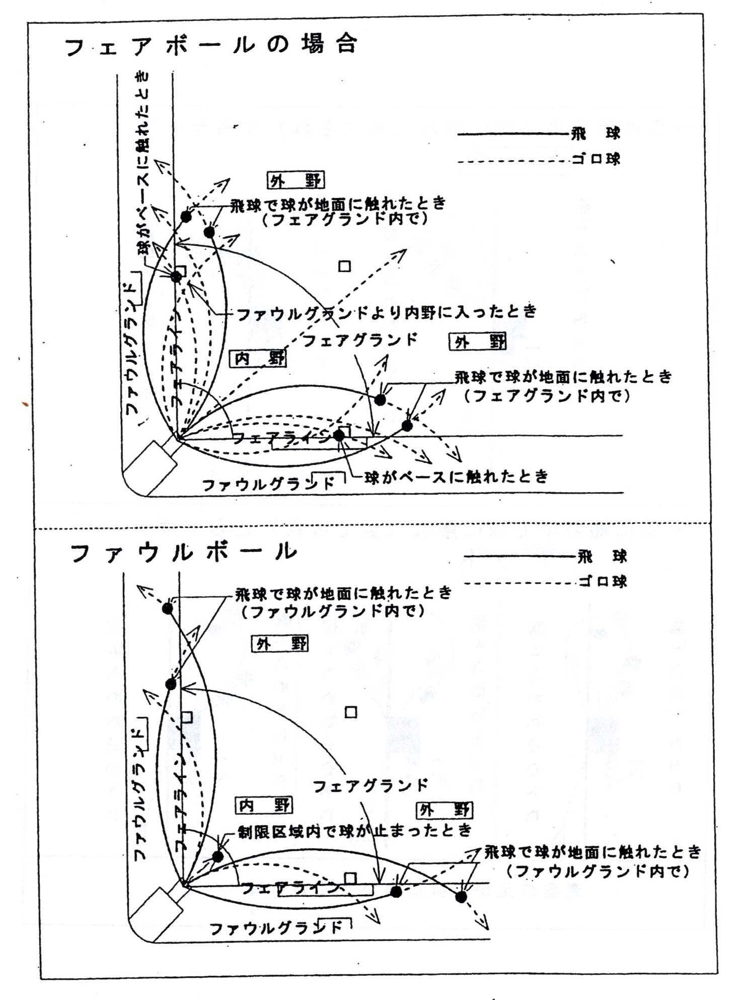 フェアボールの場合
球がベースに触れたとき
飛 球
ゴロ球
外 野
飛球で球が地面に触れたとき
(フェアグランド内で)
ファウルグランドより内野に入ったとき
フェアグランド
外 野
内 野
ファウルグランド
フェアライン
飛球で球が地面に触れたとき
(フェアグランド内で)
フェアライン
球がベースに触れたとき
ファウルグランド
ファウルボール
飛 球
ゴロ球
飛球で球が地面に触れたとき
(ファウルグランド内で)
外 野
ファウルグランド
フェアライン
フェアグランド
内 野
外 野
制限区域内で球が止まったとき
飛球で球が地面に触れたとき
(ファウルグランド内で)
フェアライン
ファウルグランド